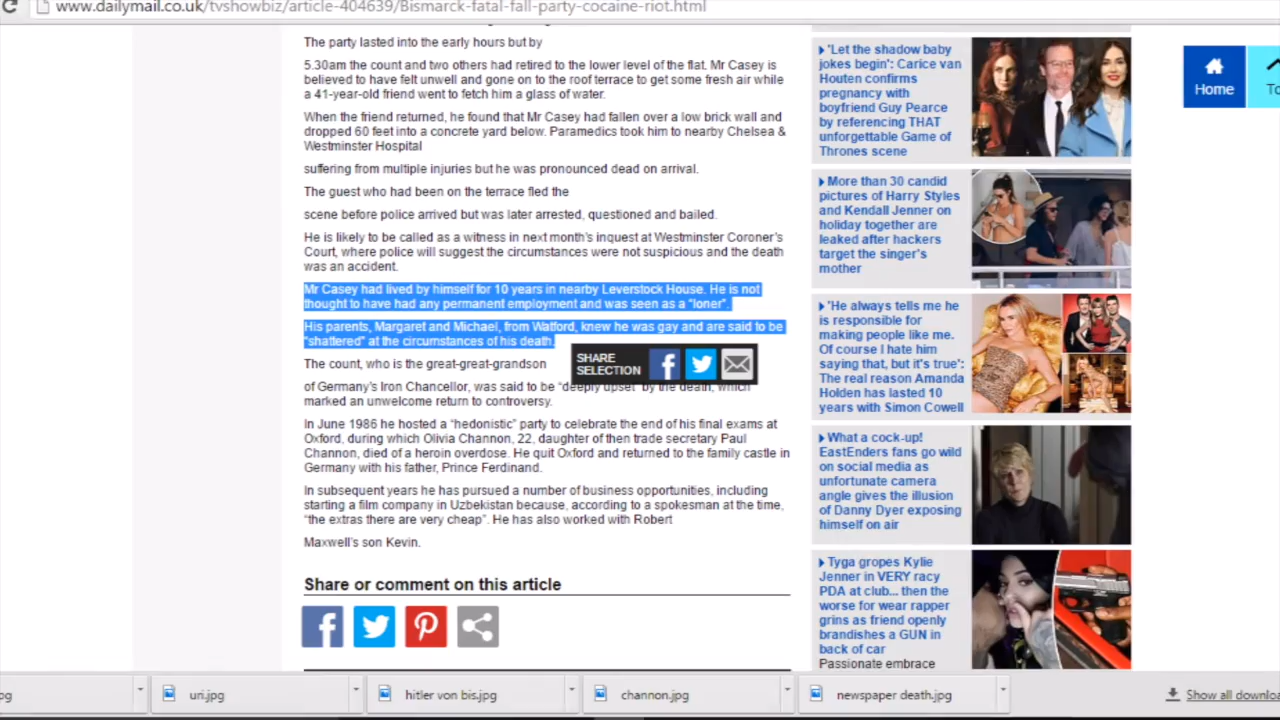 www.dailymail.co.uk/tvshowbiz/article-404639/Bismarck-fatal-fall-party-cocaine-riot.html
The party lasted into the early hours but by
5.30am the count and two others had retired to the lower level of the flat. Mr Casey is
believed to have felt unwell and gone on to the roof terrace to get some fresh air while
a 41-year-old friend went to fetch him a glass of water.
When the friend returned, he found that Mr Casey had fallen over a low brick wall and
dropped 60 feet into a concrete yard below. Paramedics took him to nearby Chelsea &
Westminster Hospital
suffering from multiple injuries but he was pronounced dead on arrival.
The guest who had been on the terrace fled the
scene before police arrived but was later arrested, questioned and bailed.
He is likely to be called as a witness in next month's inquest at Westminster Coroner's
Court, where police will suggest the circumstances were not suspicious and the death
was an accident.
Mr Casey had lived by himself for 10 years in nearby Leverstock House. He is not
thought to have had any permanent employment and was seen as a "loner".
His parents, Margaret and Michael, from Watford, knew he was gay and are said to be
"shattered" at the circumstances of his death.
SHARE
SELECTION
The count, who is the great-great-grandson
of Germany's Iron Chancellor, was said to be "deeply upset" by the death, which
marked an unwelcome return to controversy.
In June 1986 he hosted a "hedonistic" party to celebrate the end of his final exams at
Oxford, during which Olivia Channon, 22, daughter of then trade secretary Paul
Channon, died of a heroin overdose. He quit Oxford and returned to the family castle in
Germany with his father, Prince Ferdinand.
In subsequent years he has pursued a number of business opportunities, including
starting a film company in Uzbekistan because, according to a spokesman at the time,
"the extras there are very cheap". He has also worked with Robert
Maxwell's son Kevin.
Share or comment on this article
'Let the shadow baby
jokes begin': Carice van
Houten confirms
pregnancy with
boyfriend Guy Pearce
by referencing THAT
unforgettable Game of
Thrones scene
More than 30 candid
pictures of Harry Styles
and Kendall Jenner on
holiday together are
leaked after hackers
target the singer's
mother
'He always tells me he
is responsible for
making people like me.
Of course I hate him
saying that, but it's true':
The real reason Amanda
Holden has lasted 10
years with Simon Cowell
What a cock-up!
EastEnders fans go wild
on social media as
unfortunate camera
angle gives the illusion
of Danny Dyer exposing
himself on air
Tyga gropes Kylie
Jenner in VERY racy
PDA at club... then the
worse for wear rapper
grins as friend openly
brandishes a GUN in
back of car
Passionate embrace
Home
To
pg
uri.jpg
hitler von bis.jpg
channon.jpg
newspaper death.jpg
Show all downloa